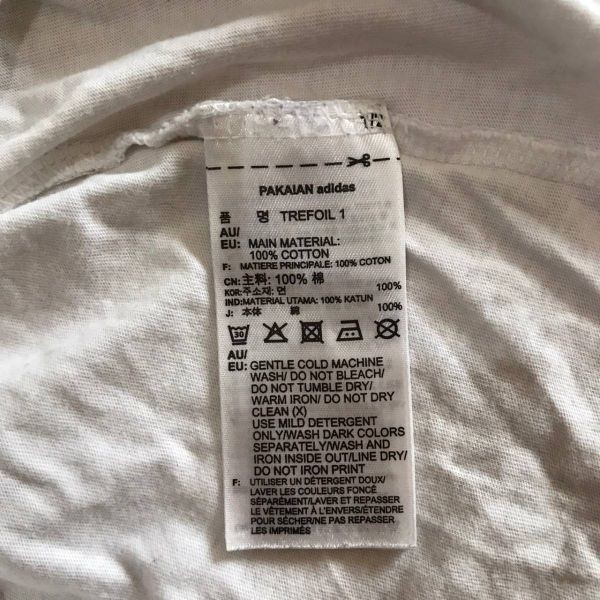 PAKAIAN adidas
품 명 TREFOIL 1
AU/
EU: MAIN MATERIAL:
100% COTTON
F: MATIERE PRINCIPALE: 100% COTON
CN: 主料: 100% 棉
KOR: 주소재: 면 100%
IND: MATERIAL UTAMA: 100% KATUN
J: 本体 綿 100%
30
AU/
EU: GENTLE COLD MACHINE
WASH/ DO NOT BLEACH/
DO NOT TUMBLE DRY/
WARM IRON/ DO NOT DRY
CLEAN (X)
USE MILD DETERGENT
ONLY/WASH DARK COLORS
SEPARATELY/WASH AND
IRON INSIDE OUT/LINE DRY/
DO NOT IRON PRINT
F: UTILISER UN DÉTERGENT DOUX/
LAVER LES COULEURS FONCÉ
SÉPARÉMENT/LAVER ET REPASSER
LE VÊTEMENT À L'ENVERS/ÉTENDRE
POUR SÉCHER/NE PAS REPASSER
LES IMPRIMÉS